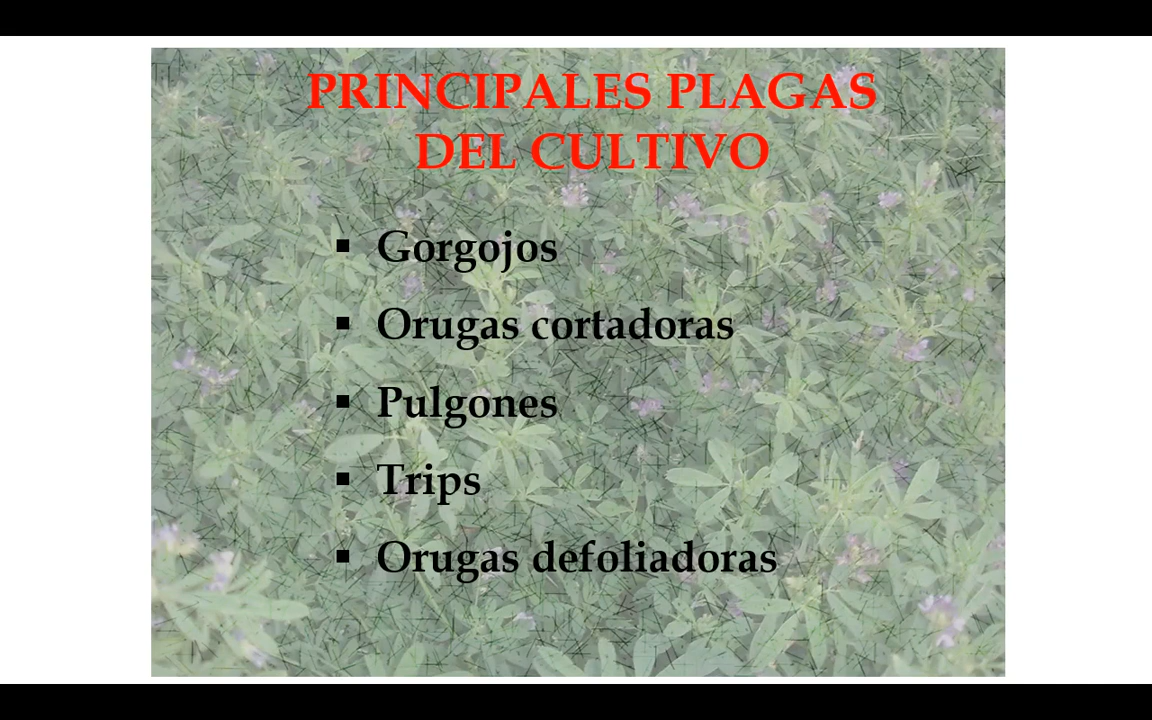 PRINCIPALES PLAGAS
DEL CULTIVO
▪ Gorgojos
▪ Orugas cortadoras
▪ Pulgones
▪ Trips
▪ Orugas defoliadoras